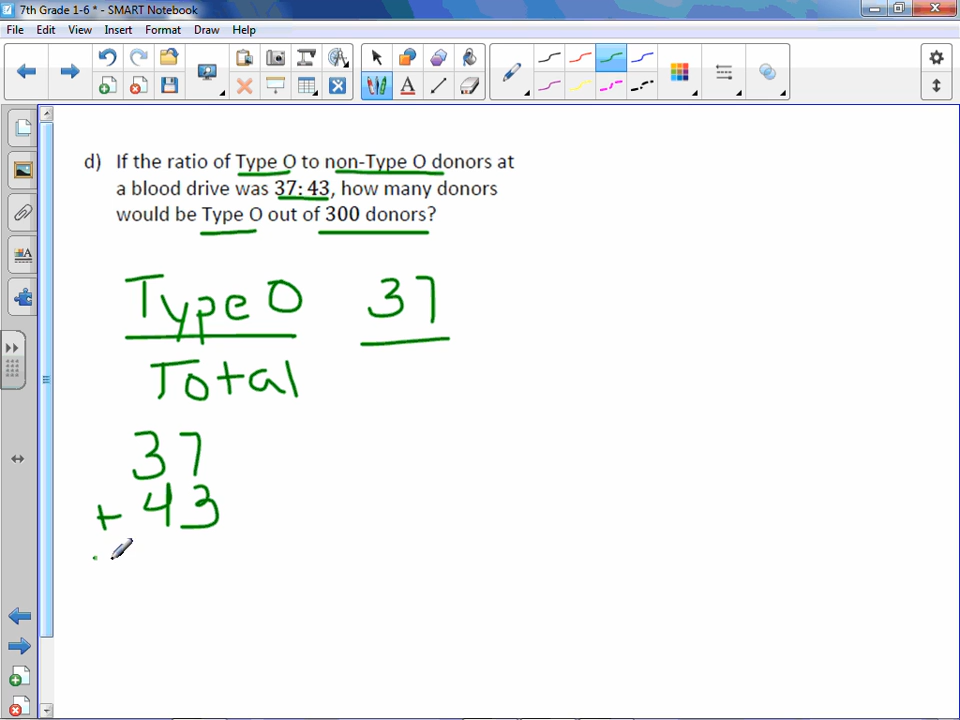 7th Grade 1-6 * - SMART Notebook
File Edit View Insert Format Draw Help
d) If the ratio of Type O to non-Type O donors at
a blood drive was 37: 43, how many donors
would be Type O out of 300 donors?
Type O 37
Total
37
+ 43